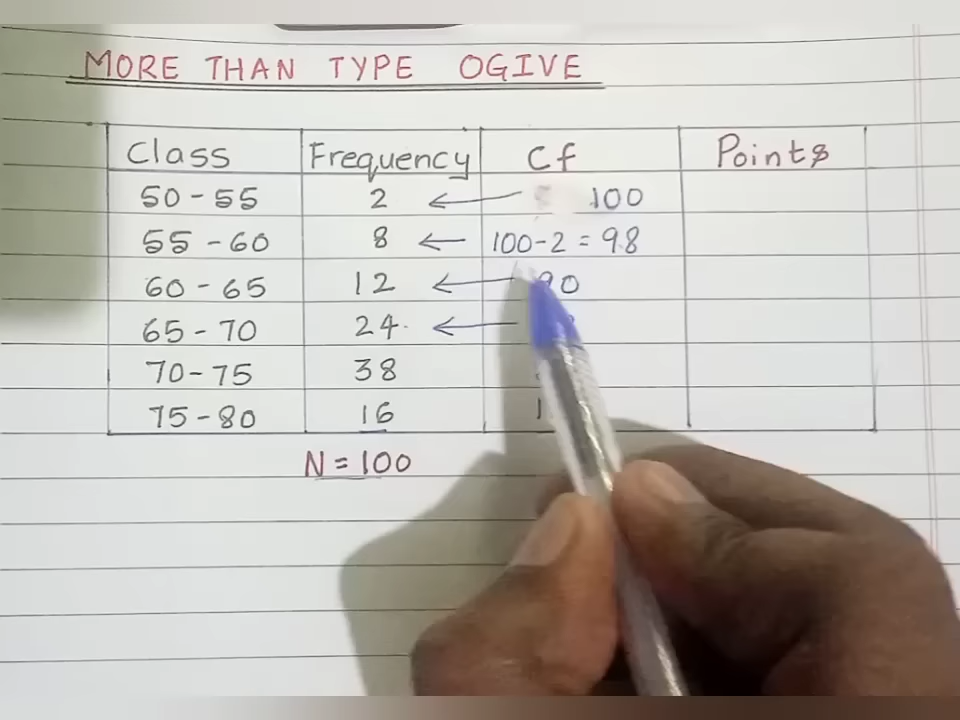 MORE THAN TYPE OGIVE
Class Frequency Cf Points
50-55 2 100
55-60 8 100-2=98
60-65 12 90
65-70 24
70-75 38
75-80 16
N=100